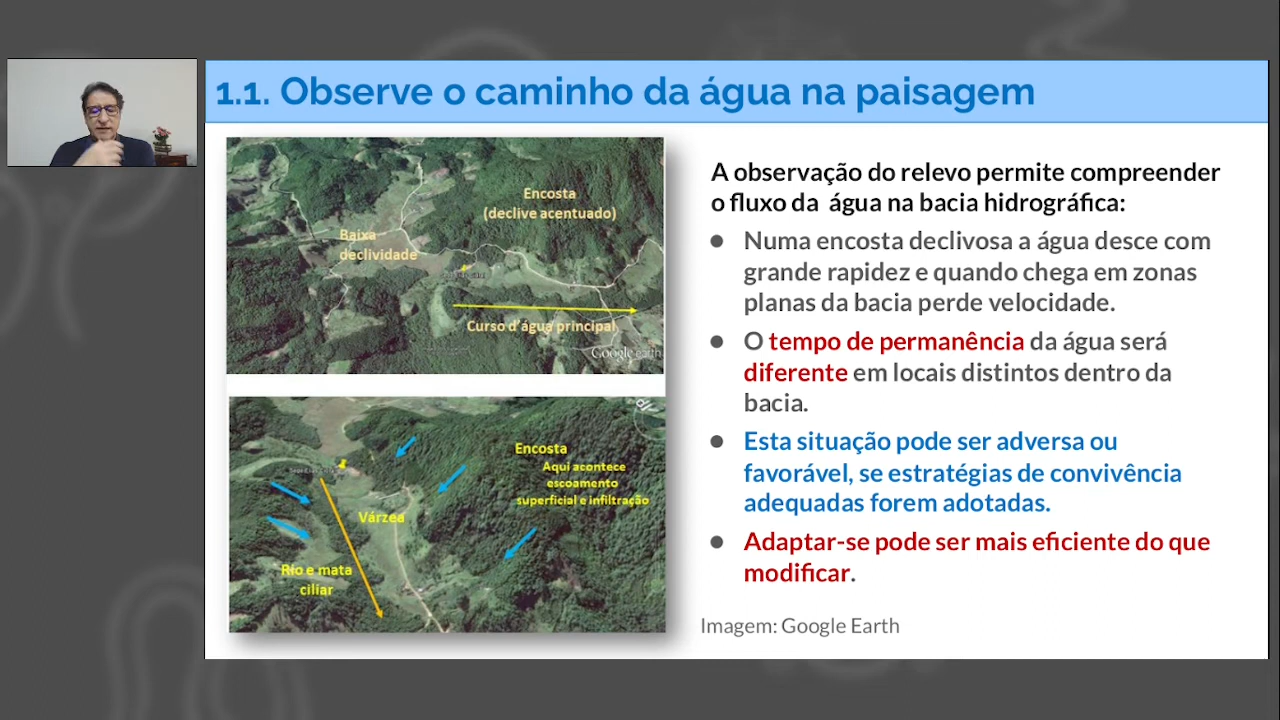 1.1. Observe o caminho da água na paisagem
Encosta
(declive acentuado)
Baixa
declividade
Curso d'água principal
Google earth
Encosta
Aqui acontece
escoamento
superficial e infiltração
Várzea
Rio e mata
ciliar
A observação do relevo permite compreender
o fluxo da água na bacia hidrográfica:
● Numa encosta declivosa a água desce com
grande rapidez e quando chega em zonas
planas da bacia perde velocidade.
● O tempo de permanência da água será
diferente em locais distintos dentro da
bacia.
● Esta situação pode ser adversa ou
favorável, se estratégias de convivência
adequadas forem adotadas.
● Adaptar-se pode ser mais eficiente do que
modificar.
Imagem: Google Earth